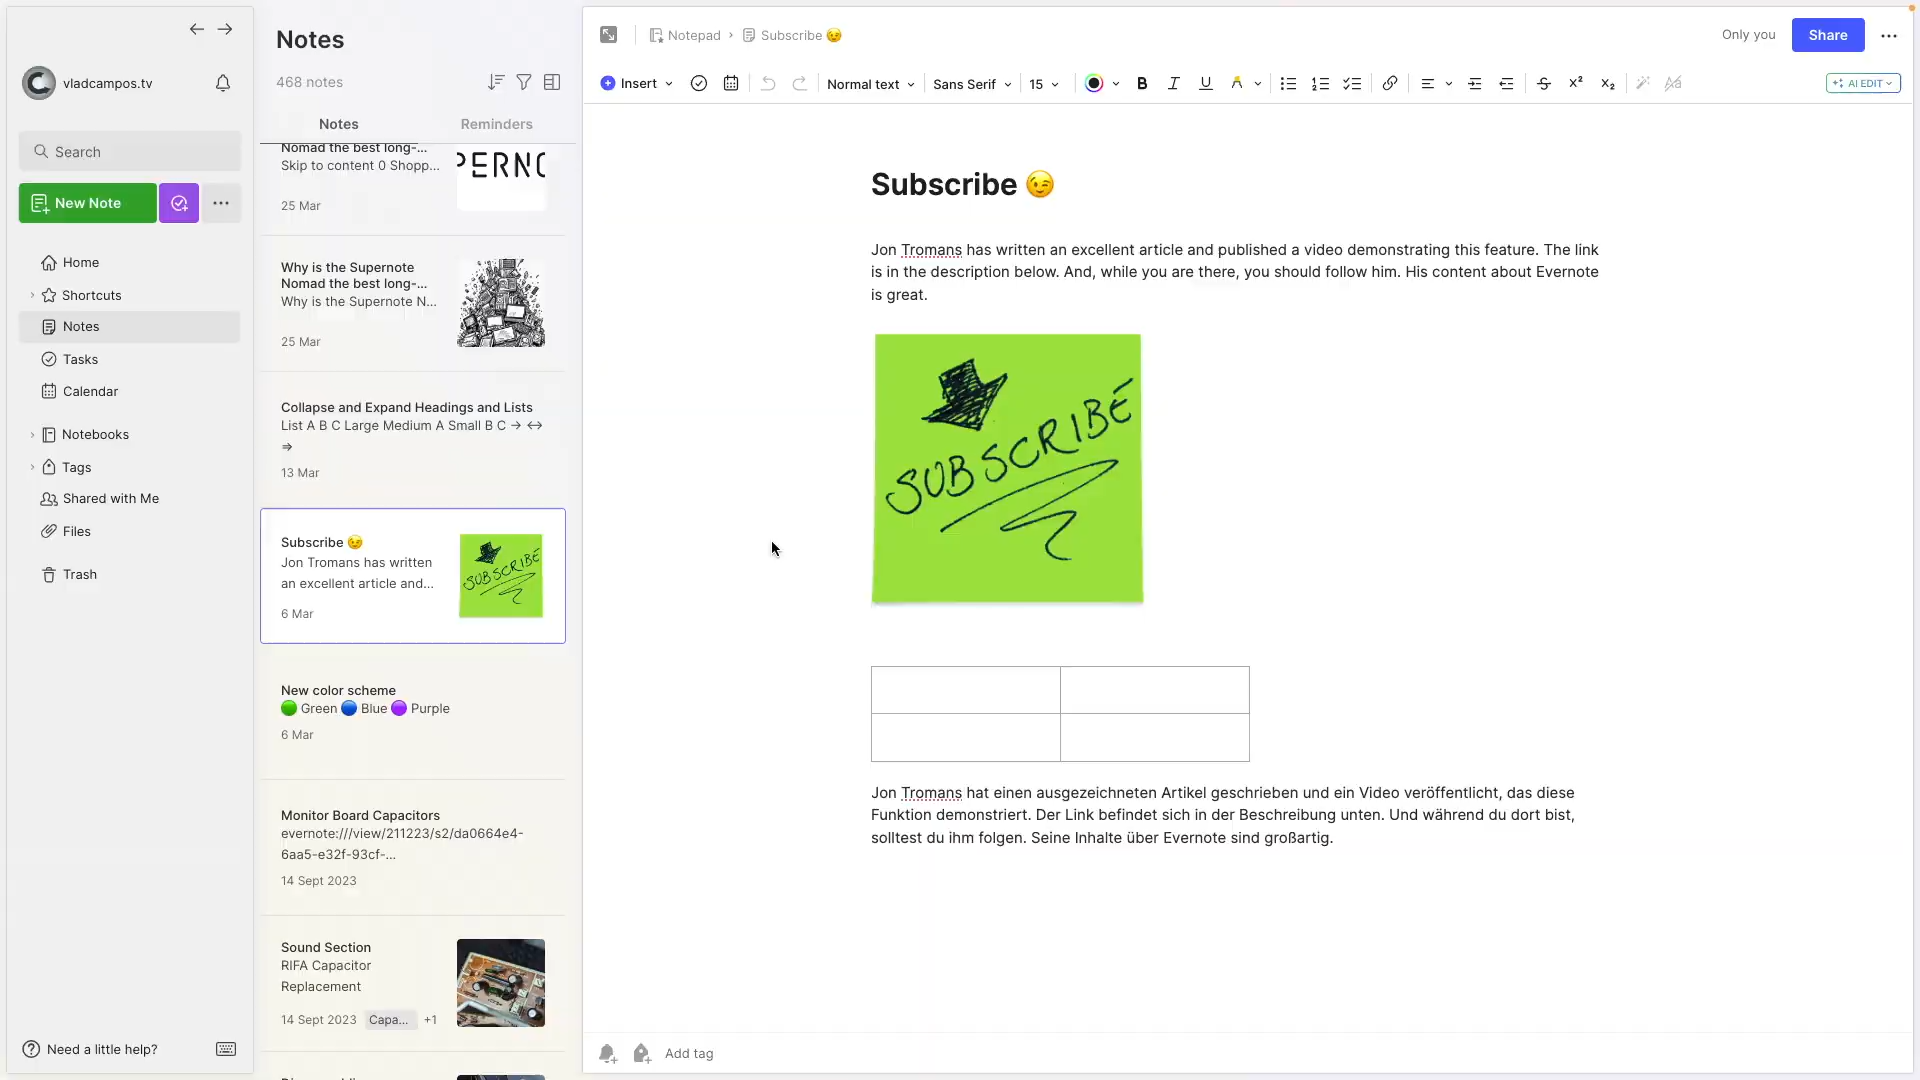 vladcampos.tv
Search
New Note
Home
Shortcuts
Notes
Tasks
Calendar
Notebooks
Tags
Shared with Me
Files
Trash
Need a little help?
Notes
468 notes
Notes
Reminders
Nomad the best long-...
Skip to content 0 Shopp...
25 Mar
Why is the Supernote
Nomad the best long-...
Why is the Supernote N...
25 Mar
Collapse and Expand Headings and Lists
List A B C Large Medium A Small B C → ↔
⇒
13 Mar
Subscribe 😉
Jon Tromans has written
an excellent article and...
6 Mar
SUBSCRIBE
New color scheme
🟢 Green 🔵 Blue 🟣 Purple
6 Mar
Monitor Board Capacitors
evernote:///view/211223/s2/da0664e4-
6aa5-e32f-93cf-...
14 Sept 2023
Sound Section
RIFA Capacitor
Replacement
14 Sept 2023 Capa... +1
Notepad › Subscribe 😉
Only you
Share
Insert
Normal text
Sans Serif
15
B I U
x² x₂
Aa
AI EDIT
Subscribe 😉
Jon Tromans has written an excellent article and published a video demonstrating this feature. The link
is in the description below. And, while you are there, you should follow him. His content about Evernote
is great.
SUBSCRIBE
Jon Tromans hat einen ausgezeichneten Artikel geschrieben und ein Video veröffentlicht, das diese
Funktion demonstriert. Der Link befindet sich in der Beschreibung unten. Und während du dort bist,
solltest du ihm folgen. Seine Inhalte über Evernote sind großartig.
Add tag